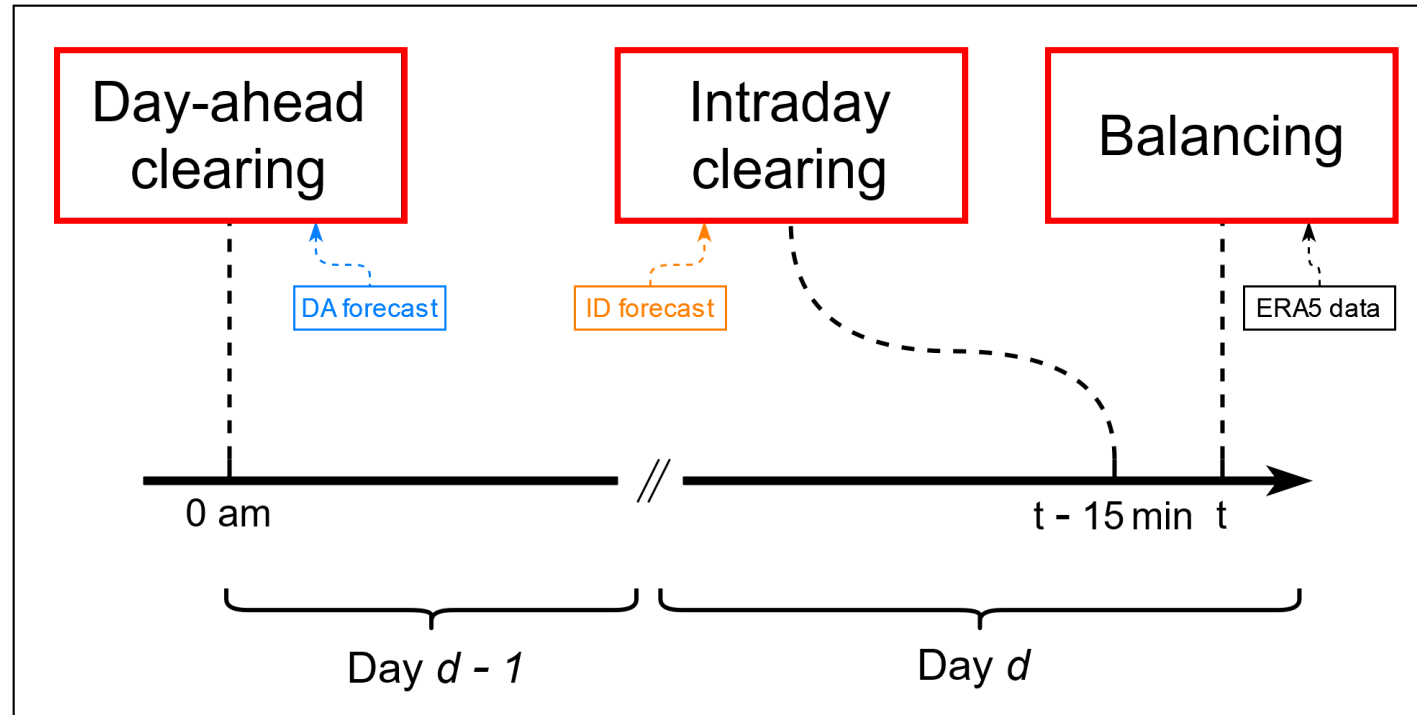 Day-ahead
clearing
Intraday
clearing
Balancing
DA forecast
ID forecast
ERA5 data
0 am
t - 15 min
t
Day d - 1
Day d